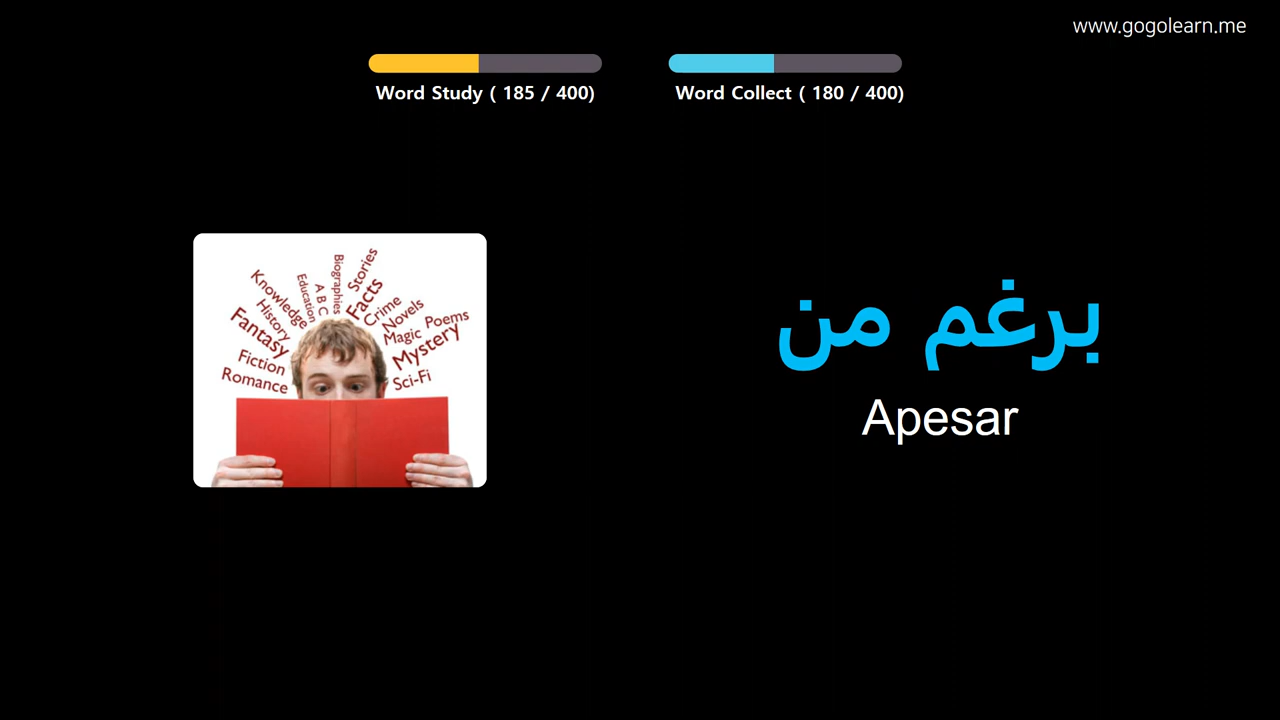 www.gogolearn.me
Word Study ( 185 / 400)
Word Collect ( 180 / 400)
Knowledge
History
Fantasy
Fiction
Romance
Education
A B C
Biographies
Stories
Facts
Crime
Novels
Magic
Poems
Mystery
Sci-Fi
برغم من
Apesar